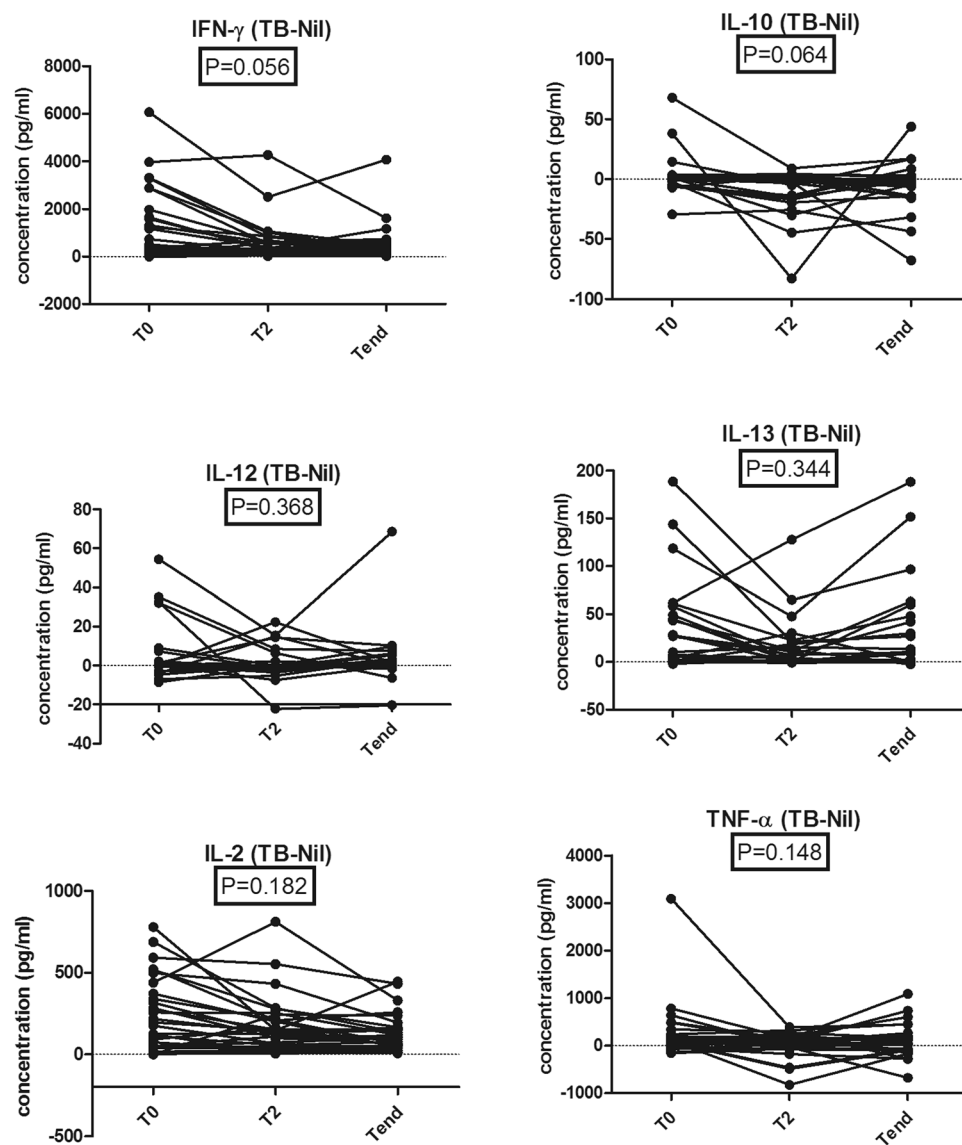 IFN-γ (TB-Nil)
P=0.056
concentration (pg/ml)
8000
6000
4000
2000
0
-2000
T0
T2
Tend
IL-10 (TB-Nil)
P=0.064
concentration (pg/ml)
100
50
0
-50
-100
T0
T2
Tend
IL-12 (TB-Nil)
P=0.368
concentration (pg/ml)
80
60
40
20
0
-20
-40
T0
T2
Tend
IL-13 (TB-Nil)
P=0.344
concentration (pg/ml)
200
150
100
50
0
-50
T0
T2
Tend
IL-2 (TB-Nil)
P=0.182
concentration (pg/ml)
1000
500
0
-500
T0
T2
Tend
TNF-α (TB-Nil)
P=0.148
concentration (pg/ml)
4000
3000
2000
1000
0
-1000
T0
T2
Tend